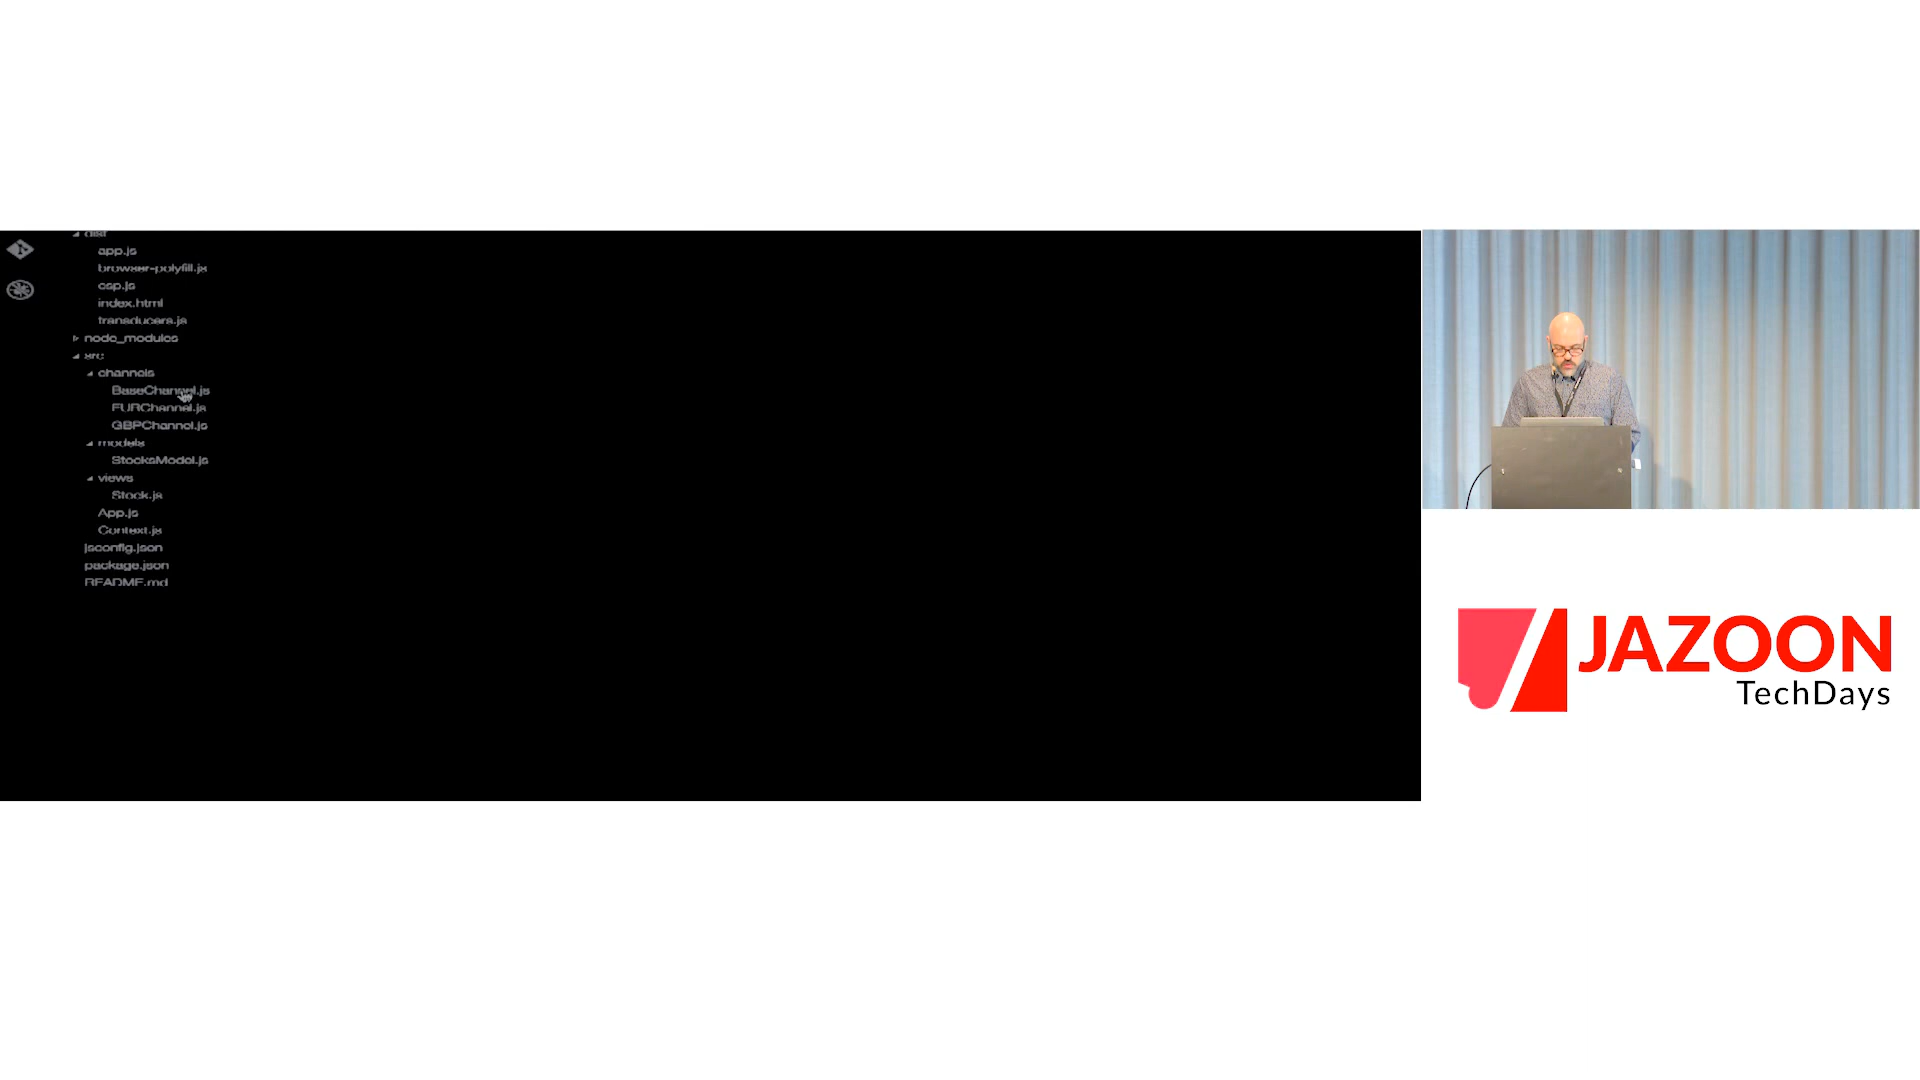 dist
app.js
browser-polyfill.js
csp.js
index.html
transducers.js
node_modules
src
channels
BaseChannel.js
EURChannel.js
GBPChannel.js
models
StocksModel.js
views
Stock.js
App.js
Context.js
jsconfig.json
package.json
README.md
JAZOON
TechDays